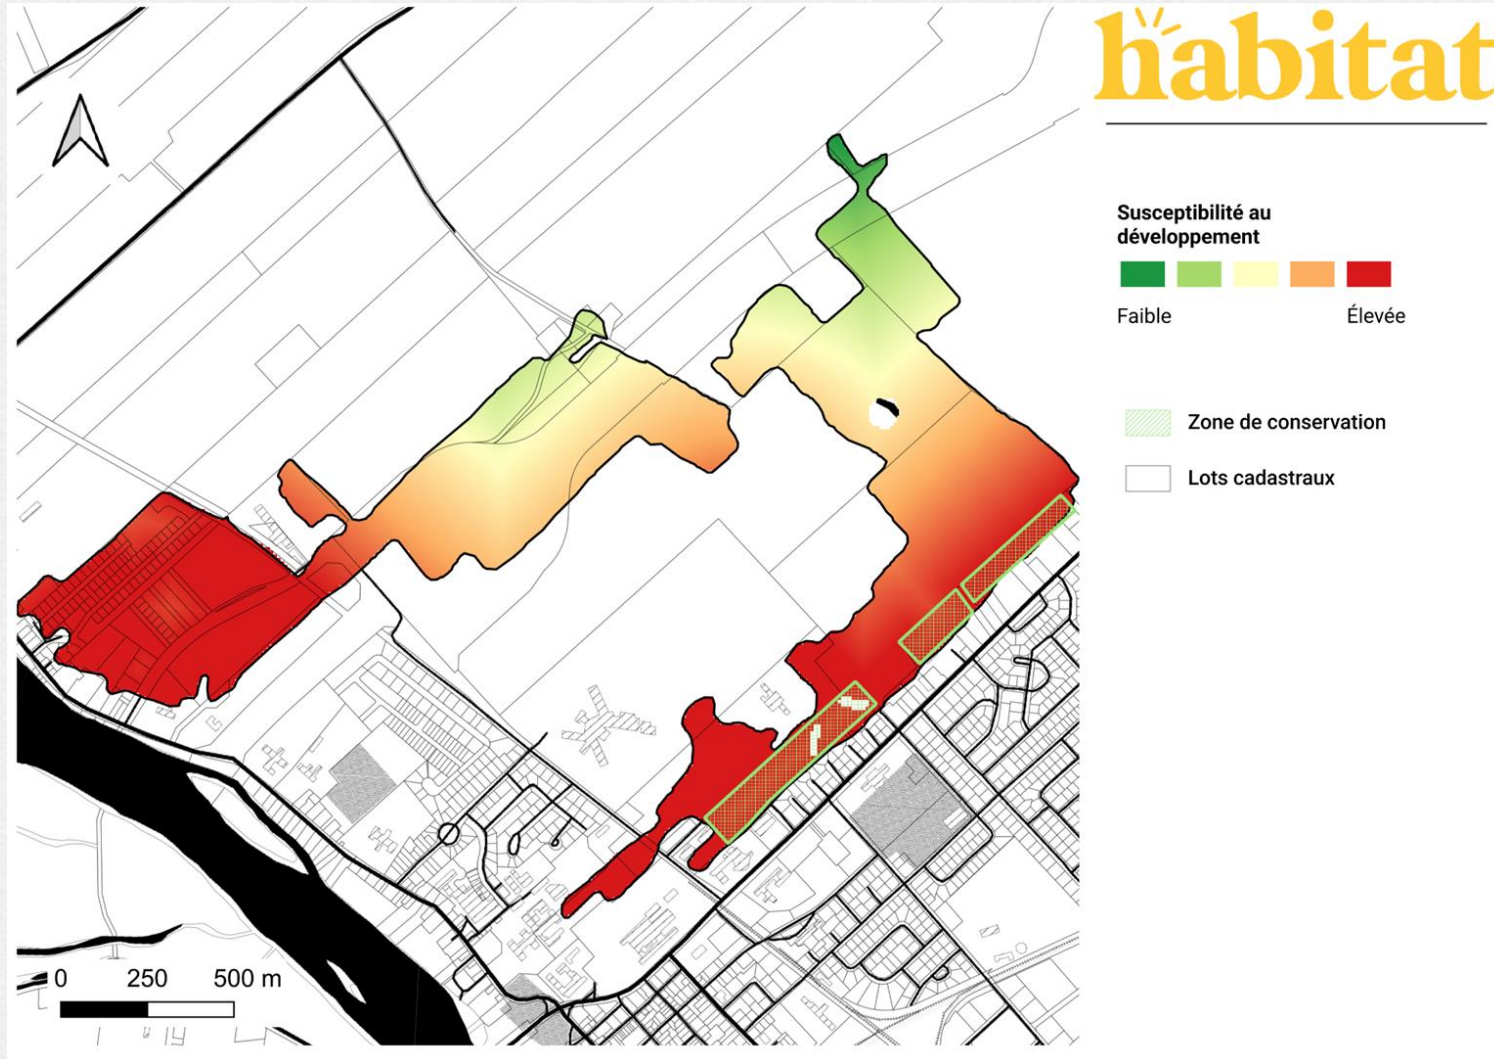 habitat
Susceptibilité au
développement
Faible Élevée
Zone de conservation
Lots cadastraux
0 250 500 m